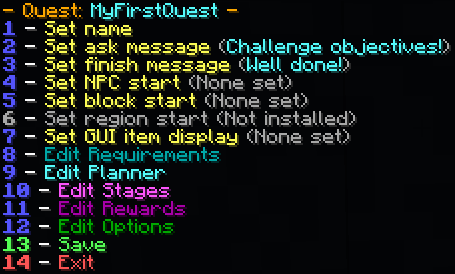 - Quest: MyFirstQuest -
1 - Set name
2 - Set ask message (Challenge objectives!)
3 - Set finish message (Well done!)
4 - Set NPC start (None set)
5 - Set block start (None set)
6 - Set region start (Not installed)
7 - Set GUI item display (None set)
8 - Edit Requirements
9 - Edit Planner
10 - Edit Stages
11 - Edit Rewards
12 - Edit Options
13 - Save
14 - Exit